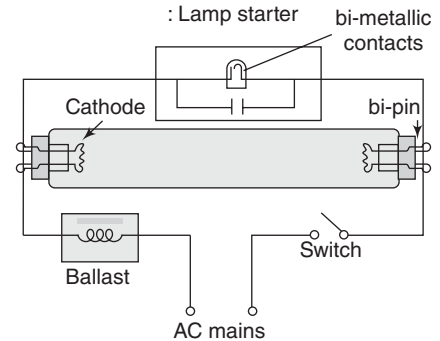 : Lamp starter
bi-metallic
contacts
Cathode
bi-pin
Ballast
Switch
AC mains